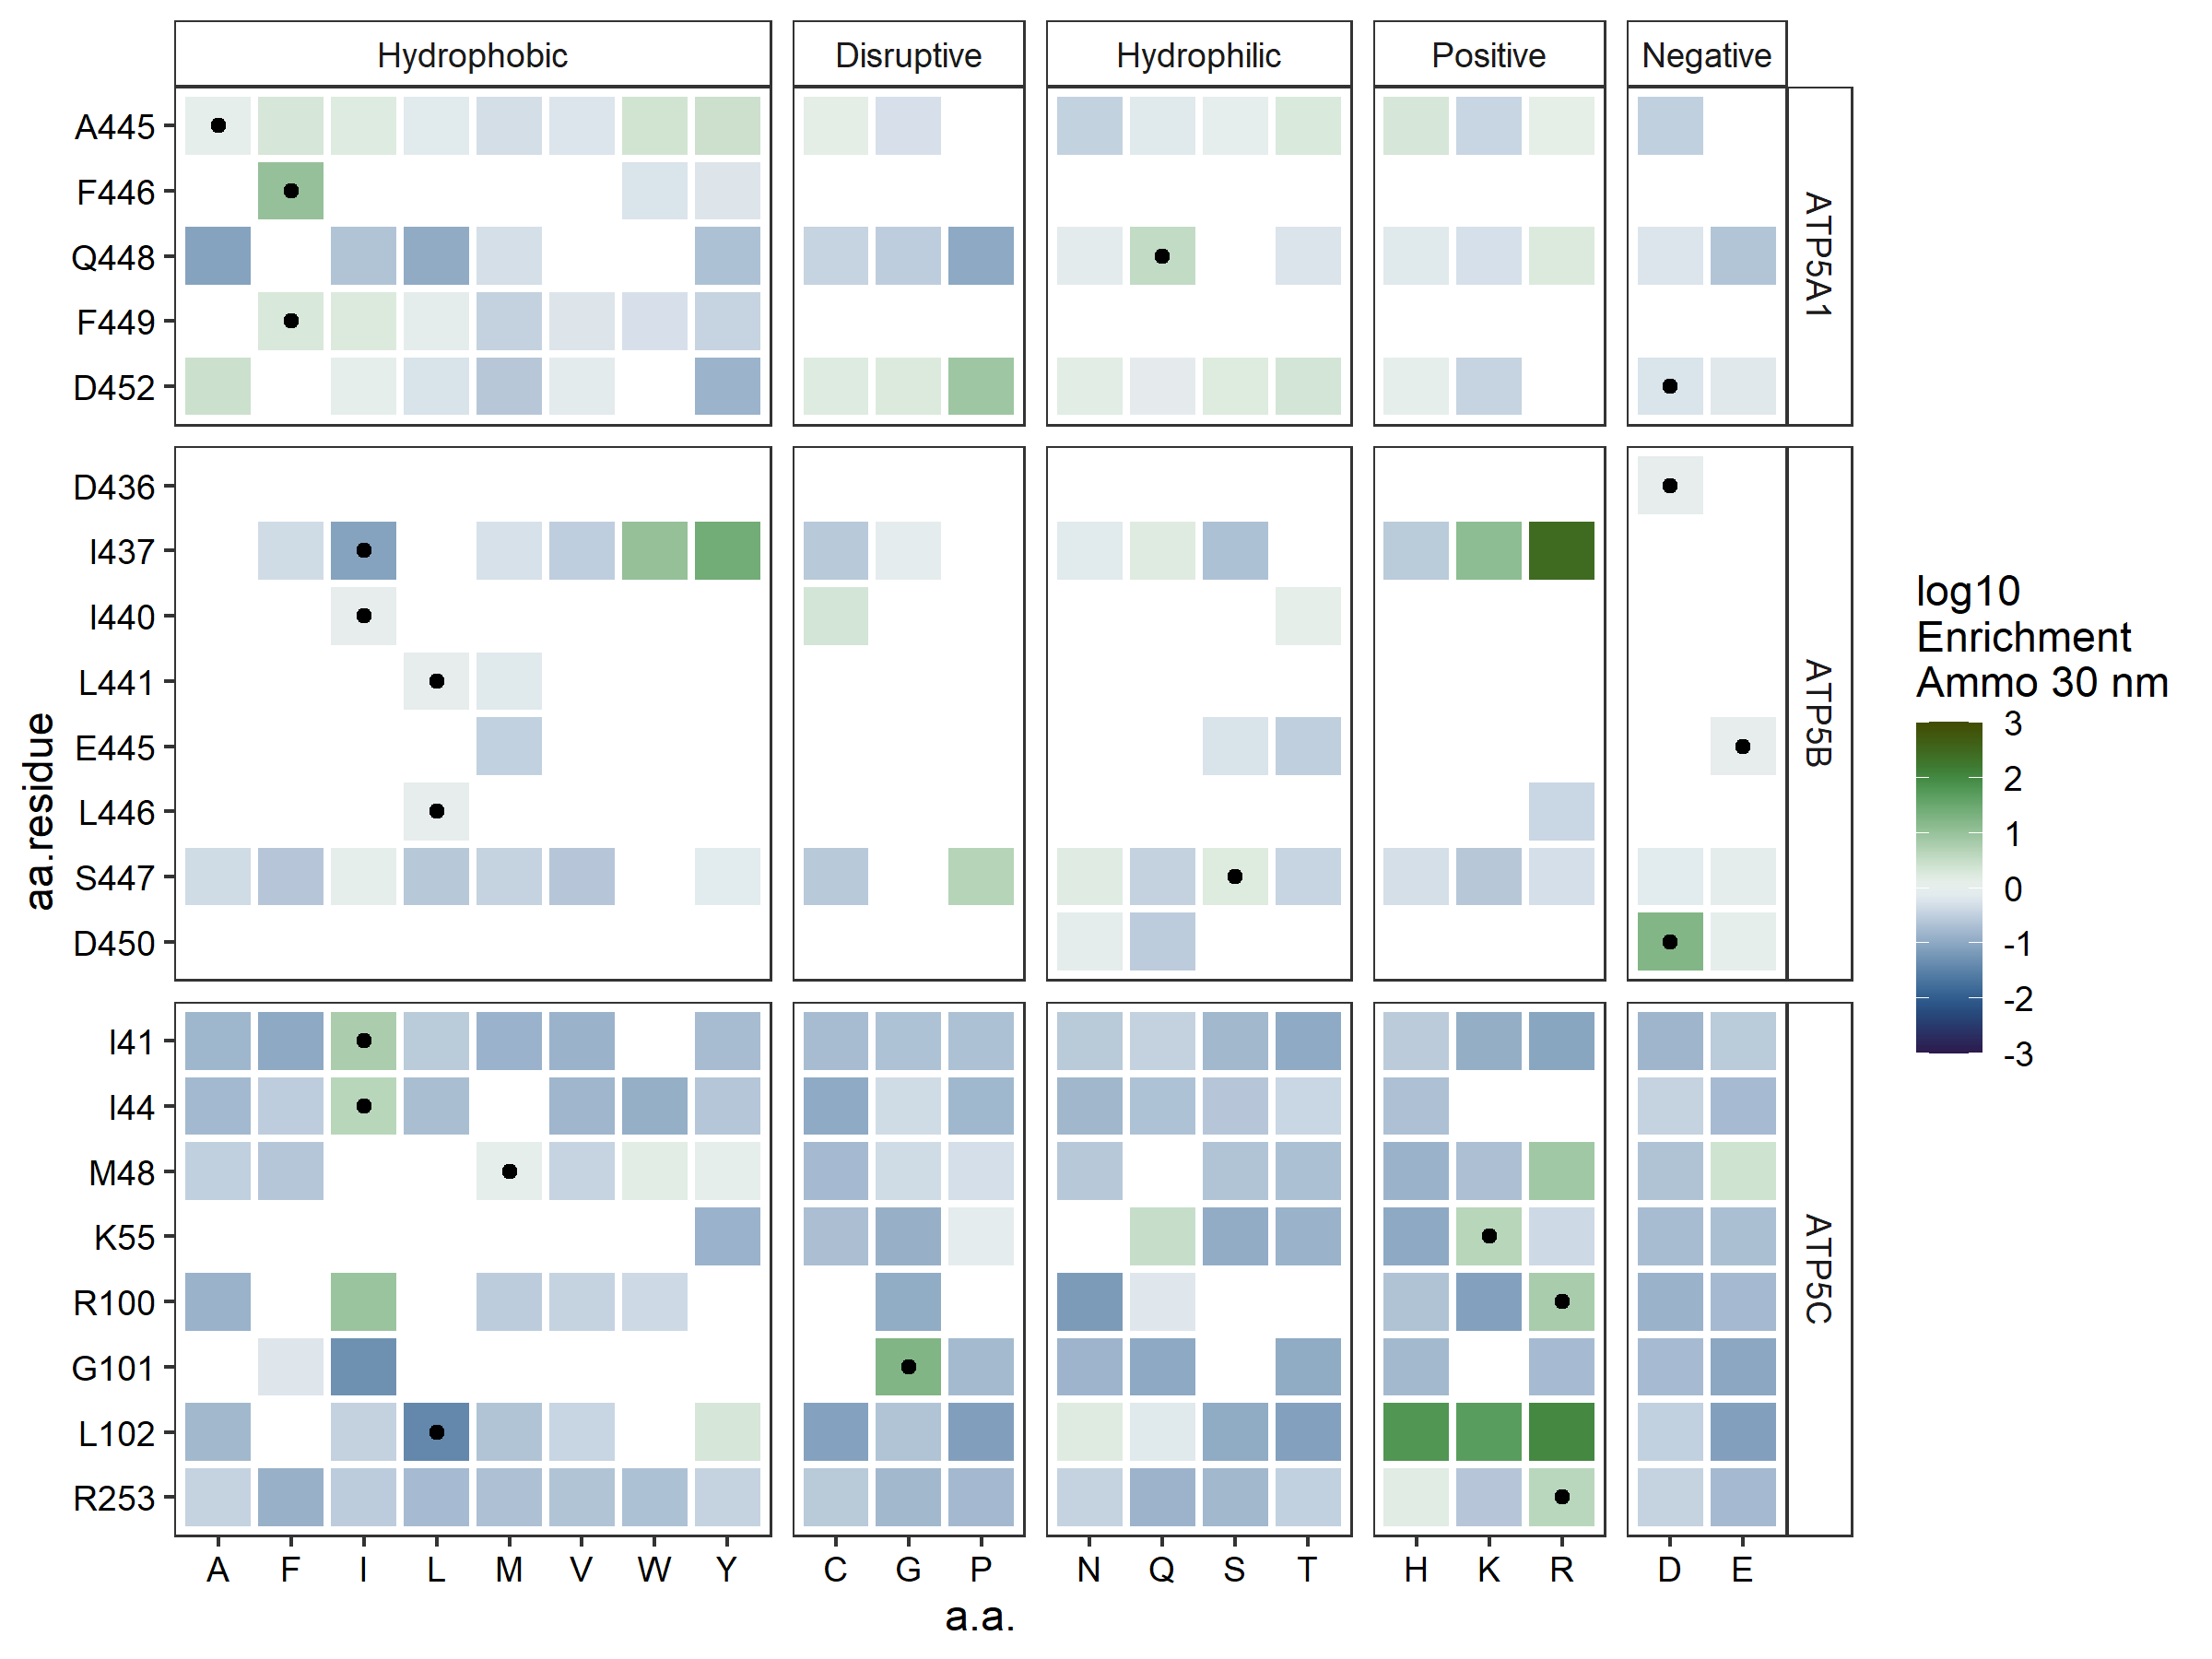 Hydrophobic Disruptive Hydrophilic Positive Negative
A445
F446
Q448
F449
D452
ATP5A1
D436
I437
I440
L441
E445
L446
S447
D450
ATP5B
I41
I44
M48
K55
R100
G101
L102
R253
ATP5C
A F I L M V W Y C G P N Q S T H K R D E
a.a.
aa.residue
log10
Enrichment
Ammo 30 nm
3
2
1
0
-1
-2
-3